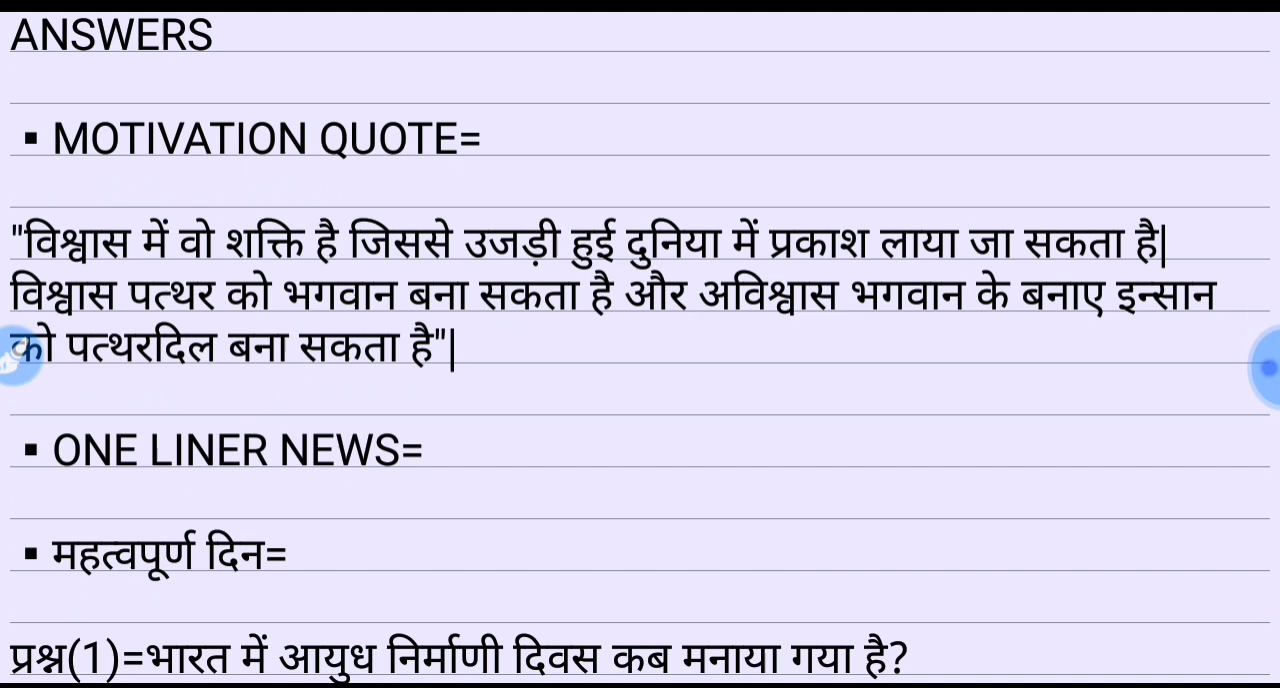 ANSWERS
▪ MOTIVATION QUOTE=
"विश्वास में वो शक्ति है जिससे उजड़ी हुई दुनिया में प्रकाश लाया जा सकता है|
विश्वास पत्थर को भगवान बना सकता है और अविश्वास भगवान के बनाए इन्सान
को पत्थरदिल बना सकता है"|
▪ ONE LINER NEWS=
▪ महत्वपूर्ण दिन=
प्रश्न(1)=भारत में आयुध निर्माणी दिवस कब मनाया गया है?